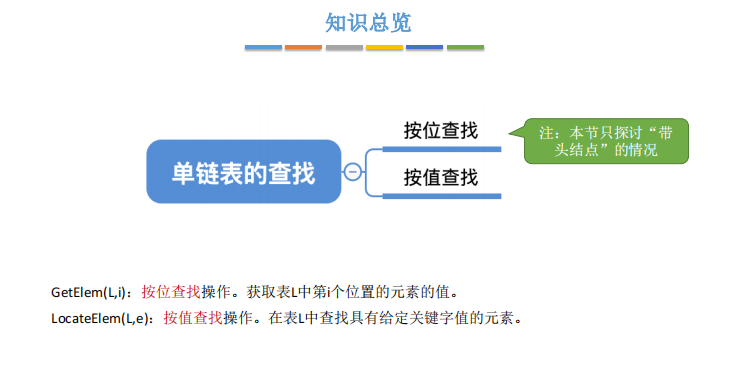 知识总览
单链表的查找
按位查找
按值查找
注：本节只探讨“带
头结点”的情况
GetElem(L,i)：按位查找操作。获取表L中第i个位置的元素的值。
LocateElem(L,e)：按值查找操作。在表L中查找具有给定关键字值的元素。